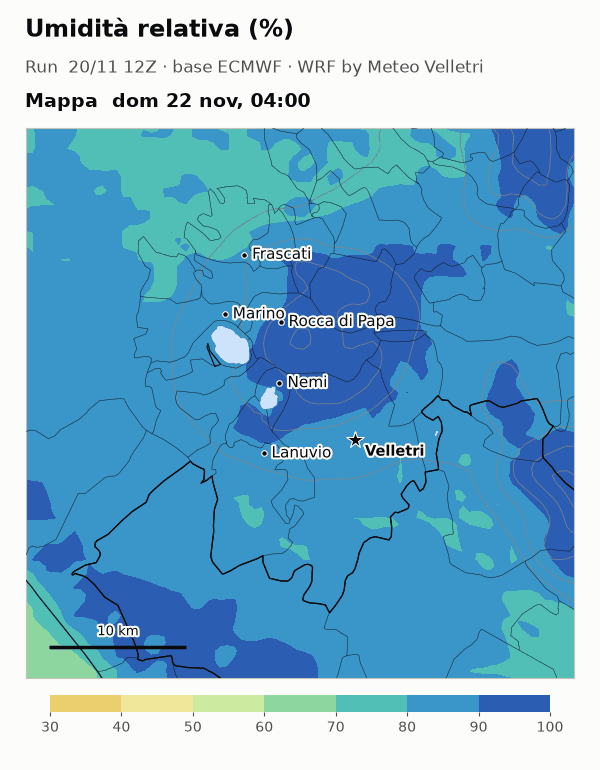 Umidità relativa (%)
Run  20/11 12Z · base ECMWF · WRF by Meteo Velletri
Mappa  dom 22 nov, 04:00
Frascati
Marino
Rocca di Papa
Nemi
Velletri
Lanuvio
10 km
30 40 50 60 70 80 90 100